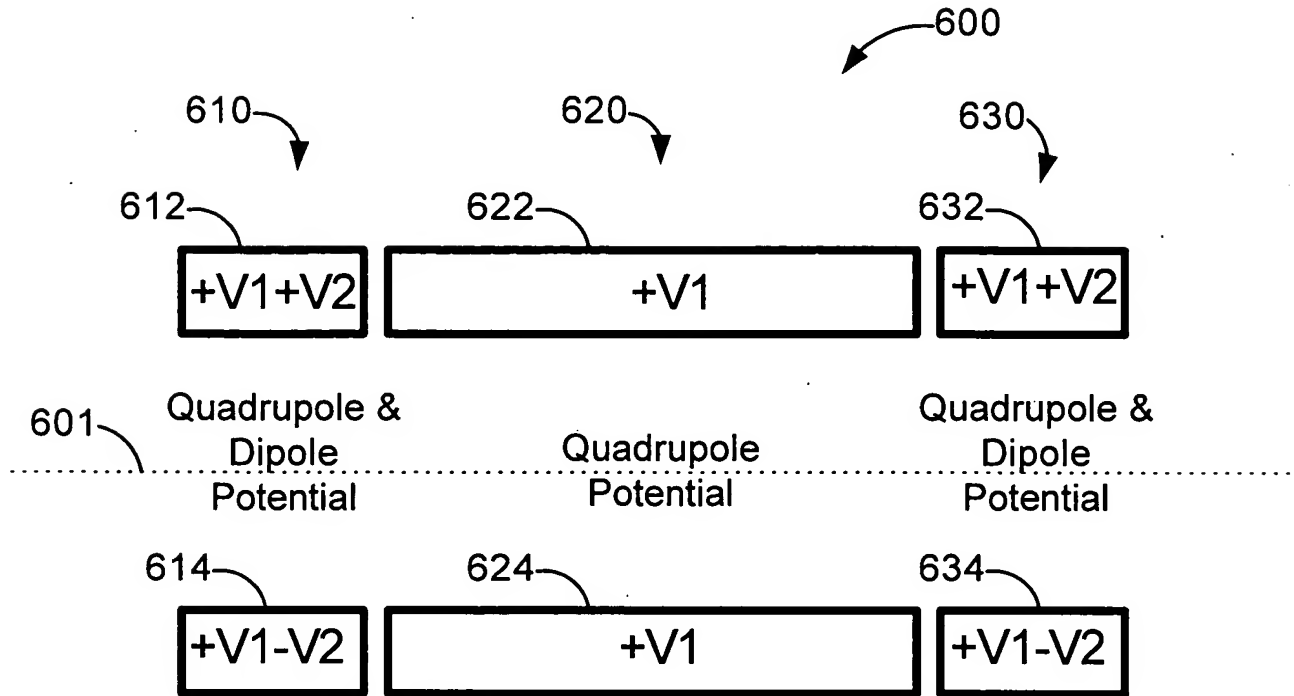 600
610
620
630
612
622
632
+V1+V2
+V1
+V1+V2
601
Quadrupole &
Dipole
Potential
Quadrupole
Potential
Quadrupole &
Dipole
Potential
614
624
634
+V1-V2
+V1
+V1-V2